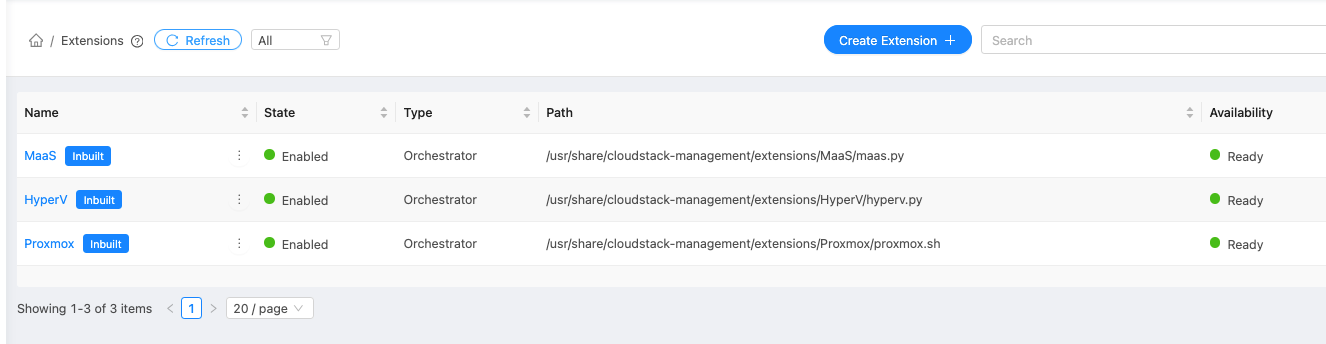 / Extensions Refresh All Create Extension + Search
Name State Type Path Availability
MaaS Inbuilt Enabled Orchestrator /usr/share/cloudstack-management/extensions/MaaS/maas.py Ready
HyperV Inbuilt Enabled Orchestrator /usr/share/cloudstack-management/extensions/HyperV/hyperv.py Ready
Proxmox Inbuilt Enabled Orchestrator /usr/share/cloudstack-management/extensions/Proxmox/proxmox.sh Ready
Showing 1-3 of 3 items < 1 > 20 / page